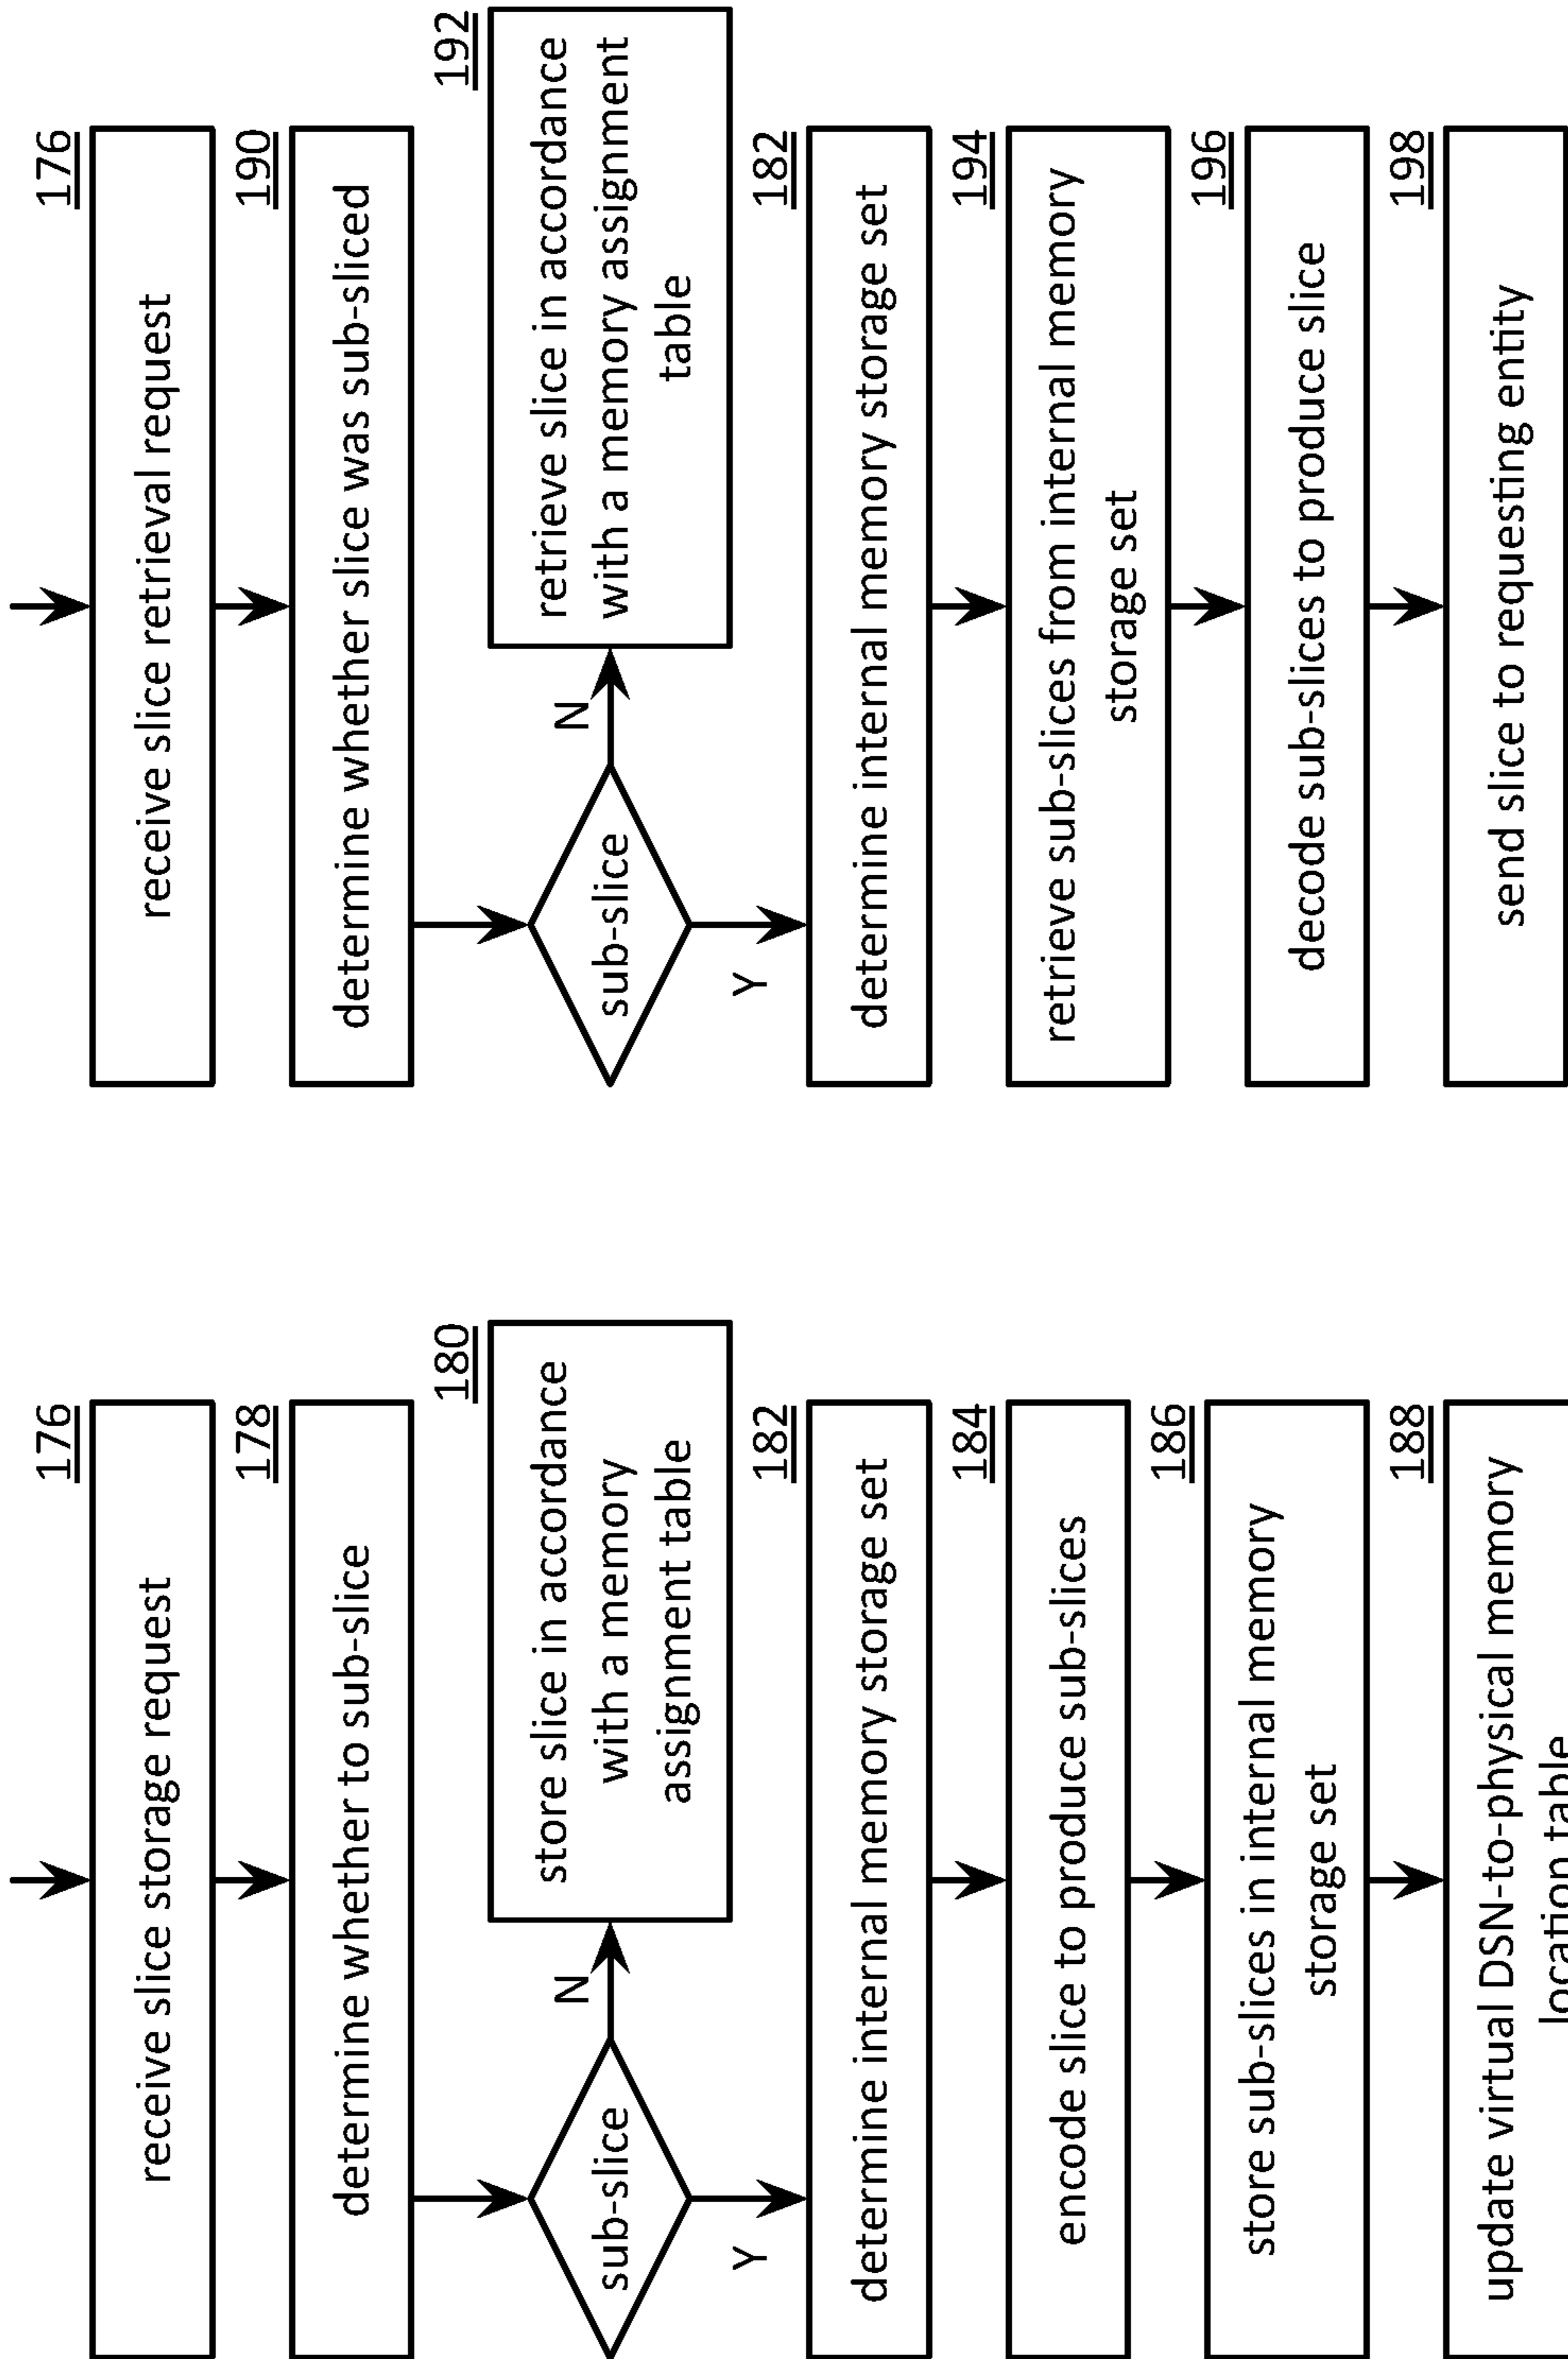 176
receive slice storage request
178
determine whether to sub-slice
sub-slice
N
Y
180
store slice in accordance
with a memory
assignment table
182
determine internal memory storage set
184
encode slice to produce sub-slices
186
store sub-slices in internal memory
storage set
188
update virtual DSN-to-physical memory
location table
176
receive slice retrieval request
190
determine whether slice was sub-sliced
sub-slice
N
Y
192
retrieve slice in accordance
with a memory assignment
table
182
determine internal memory storage set
194
retrieve sub-slices from internal memory
storage set
196
decode sub-slices to produce slice
198
send slice to requesting entity